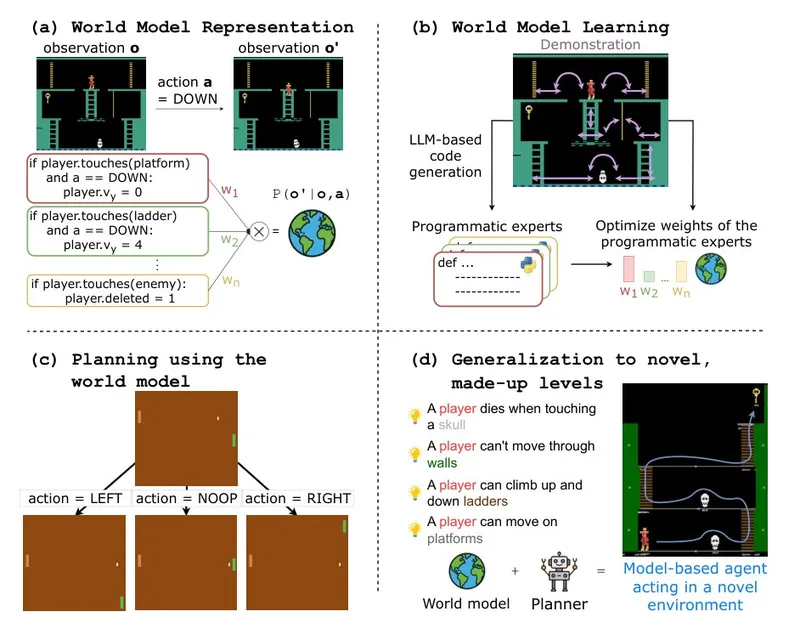 (a) World Model Representation
observation o
observation o'
action a
= DOWN
if player.touches(platform)
and a == DOWN:
player.vy = 0
if player.touches(ladder)
and a == DOWN:
player.vy = 4
⋮
if player.touches(enemy):
player.deleted = 1
w1
w2
wn
P(o'|o,a)
=
(b) World Model Learning
Demonstration
LLM-based
code
generation
Programmatic experts
def ...
------------
------------
Optimize weights of the
programmatic experts
w1 w2 ... wn
(c) Planning using the
world model
action = LEFT
action = NOOP
action = RIGHT
(d) Generalization to novel,
made-up levels
A player dies when touching
a skull
A player can't move through
walls
A player can climb up and
down ladders
A player can move on
platforms
+
=
World model
Planner
Model-based agent
acting in a novel
environment